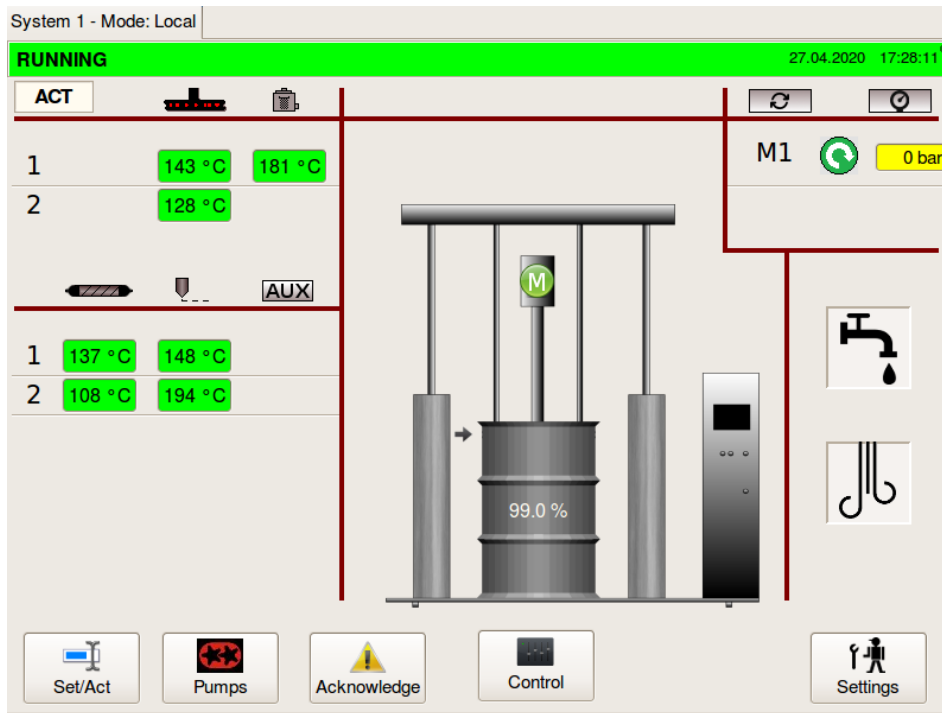 System 1 - Mode: Local
RUNNING 27.04.2020 17:28:11
ACT
1 143 °C 181 °C
2 128 °C
M1 0 bar
M
AUX
1 137 °C 148 °C
2 108 °C 194 °C
99.0 %
Set/Act
Pumps
Acknowledge
Control
Settings